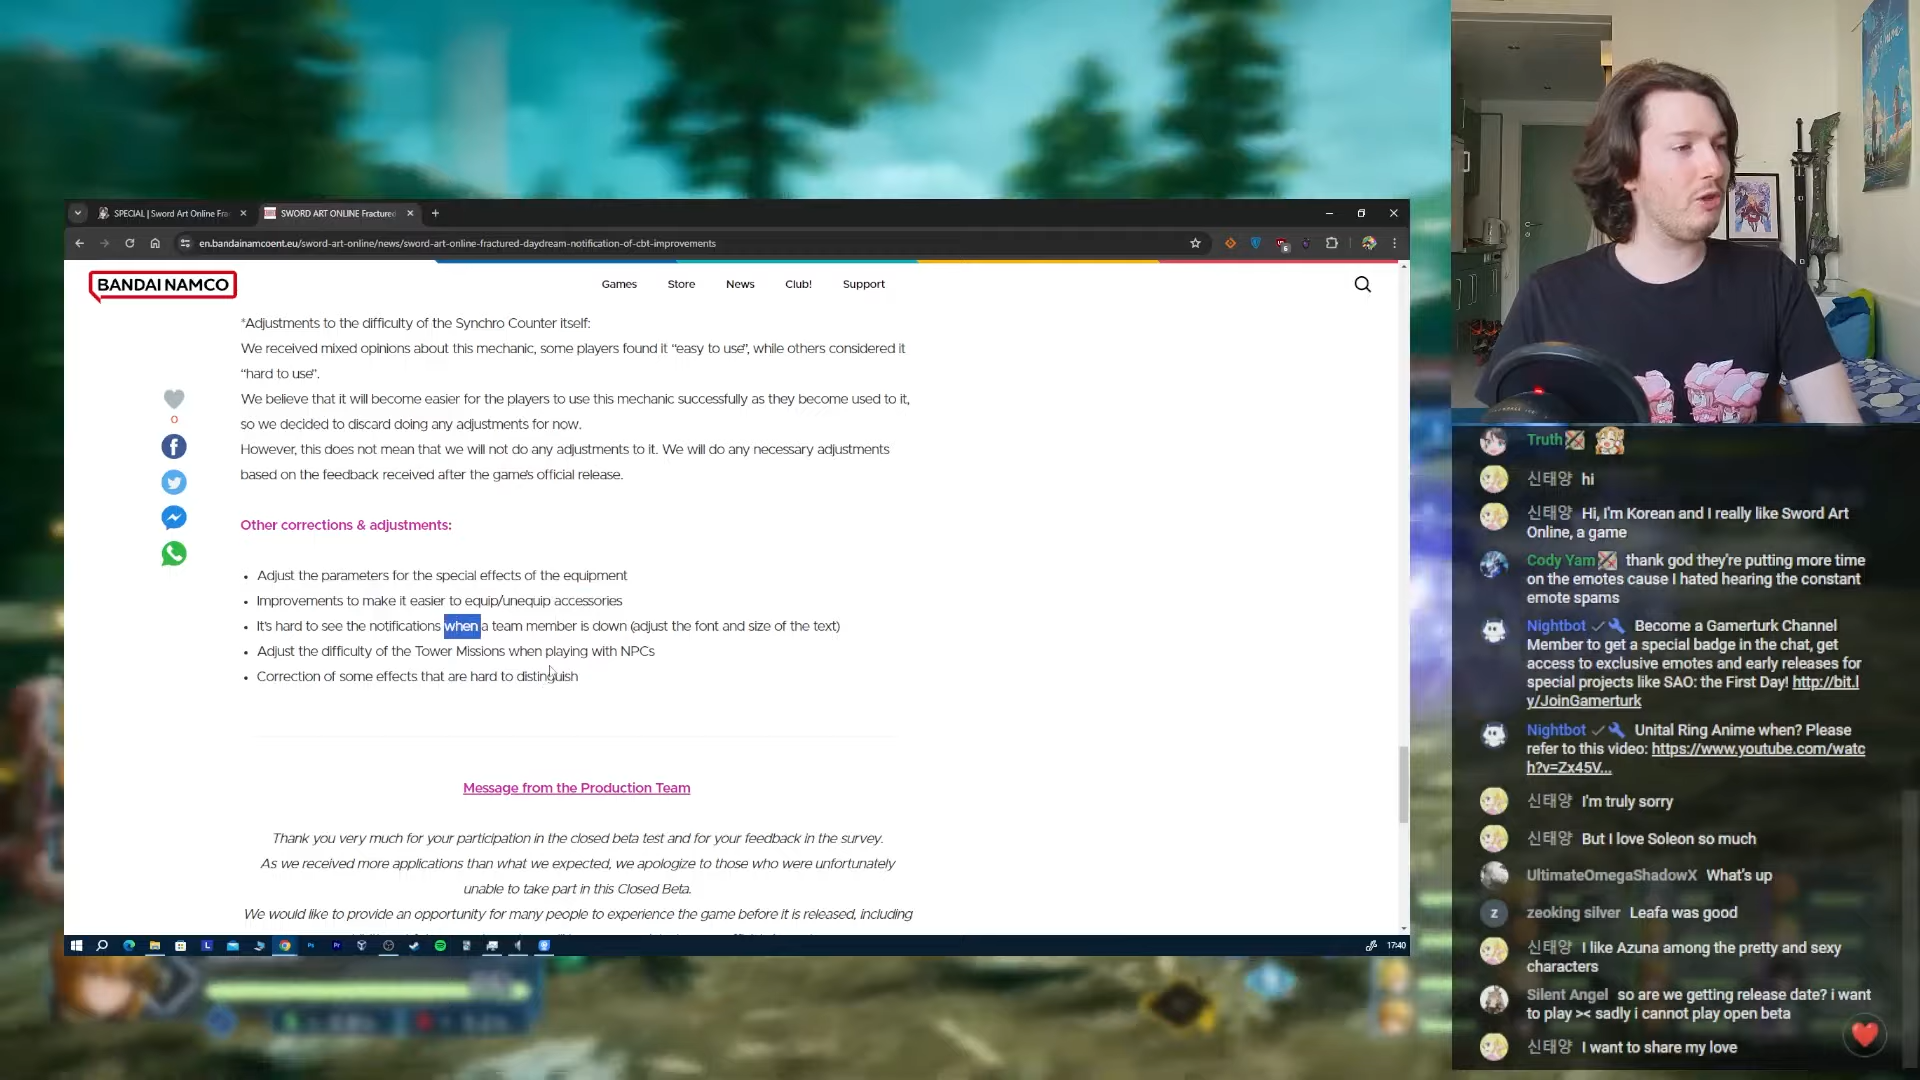 SPECIAL | Sword Art Online Fra
SWORD ART ONLINE Fractured
en.bandainamcoent.eu/sword-art-online/news/sword-art-online-fractured-daydream-notification-of-cbt-improvements
BANDAI NAMCO
Games
Store
News
Club!
Support
*Adjustments to the difficulty of the Synchro Counter itself:
We received mixed opinions about this mechanic, some players found it “easy to use”, while others considered it
“hard to use”.
We believe that it will become easier for the players to use this mechanic successfully as they become used to it,
so we decided to discard doing any adjustments for now.
However, this does not mean that we will not do any adjustments to it. We will do any necessary adjustments
based on the feedback received after the game’s official release.
0
Other corrections & adjustments:
• Adjust the parameters for the special effects of the equipment
• Improvements to make it easier to equip/unequip accessories
• It’s hard to see the notifications when a team member is down (adjust the font and size of the text)
• Adjust the difficulty of the Tower Missions when playing with NPCs
• Correction of some effects that are hard to distinguish
Message from the Production Team
Thank you very much for your participation in the closed beta test and for your feedback in the survey.
As we received more applications than what we expected, we apologize to those who were unfortunately
unable to take part in this Closed Beta.
We would like to provide an opportunity for many people to experience the game before it is released, including
17:40
Truth
신태양 hi
신태양 Hi, I'm Korean and I really like Sword Art
Online, a game
Cody Yam thank god they're putting more time
on the emotes cause I hated hearing the constant
emote spams
Nightbot Become a Gamerturk Channel
Member to get a special badge in the chat, get
access to exclusive emotes and early releases for
special projects like SAO: the First Day! http://bit.l
y/JoinGamerturk
Nightbot Unital Ring Anime when? Please
refer to this video: https://www.youtube.com/watc
h?v=Zx45V...
신태양 I'm truly sorry
신태양 But I love Soleon so much
UltimateOmegaShadowX What's up
z zeoking silver Leafa was good
신태양 I like Azuna among the pretty and sexy
characters
Silent Angel so are we getting release date? i want
to play >< sadly i cannot play open beta
신태양 I want to share my love